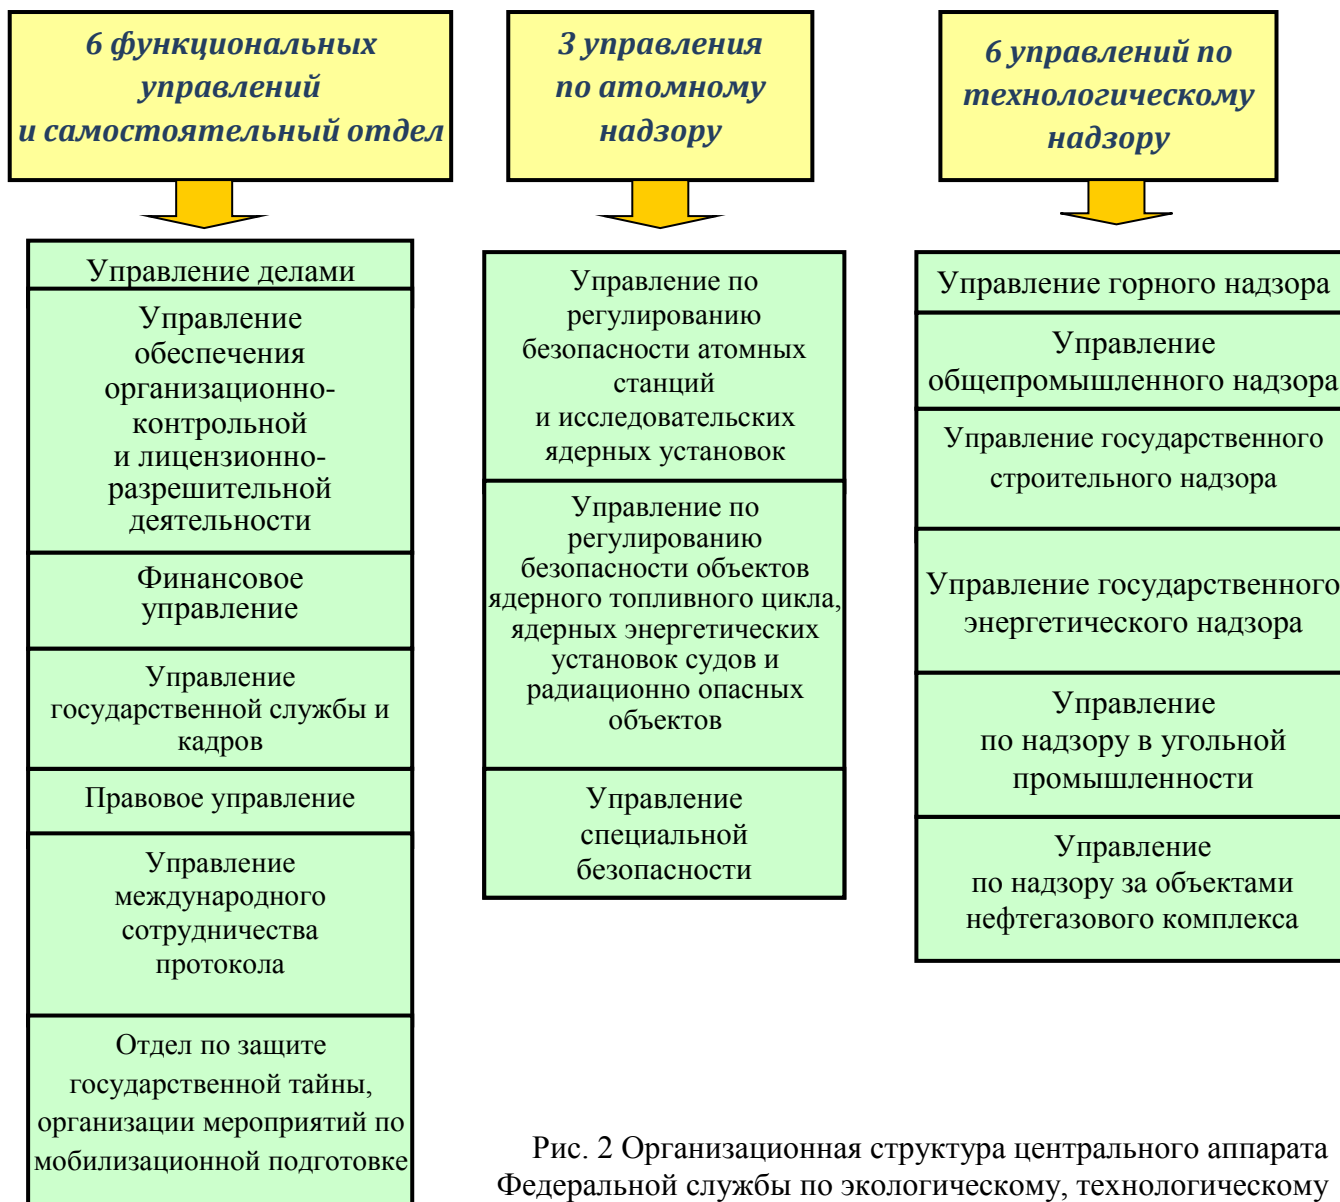 6 функциональных
управлений
и самостоятельный отдел
Управление делами
Управление
обеспечения
организационно-
контрольной
и лицензионно-
разрешительной
деятельности
Финансовое
управление
Управление
государственной службы и
кадров
Правовое управление
Управление
международного
сотрудничества
протокола
Отдел по защите
государственной тайны,
организации мероприятий по
мобилизационной подготовке
3 управления
по атомному
надзору
Управление по
регулированию
безопасности атомных
станций
и исследовательских
ядерных установок
Управление по
регулированию
безопасности объектов
ядерного топливного цикла,
ядерных энергетических
установок судов и
радиационно опасных
объектов
Управление
специальной
безопасности
6 управлений по
технологическому
надзору
Управление горного надзора
Управление
общепромышленного надзора
Управление государственного
строительного надзора
Управление государственного
энергетического надзора
Управление
по надзору в угольной
промышленности
Управление
по надзору за объектами
нефтегазового комплекса
Рис. 2 Организационная структура центрального аппарата
Федеральной службы по экологическому, технологическому